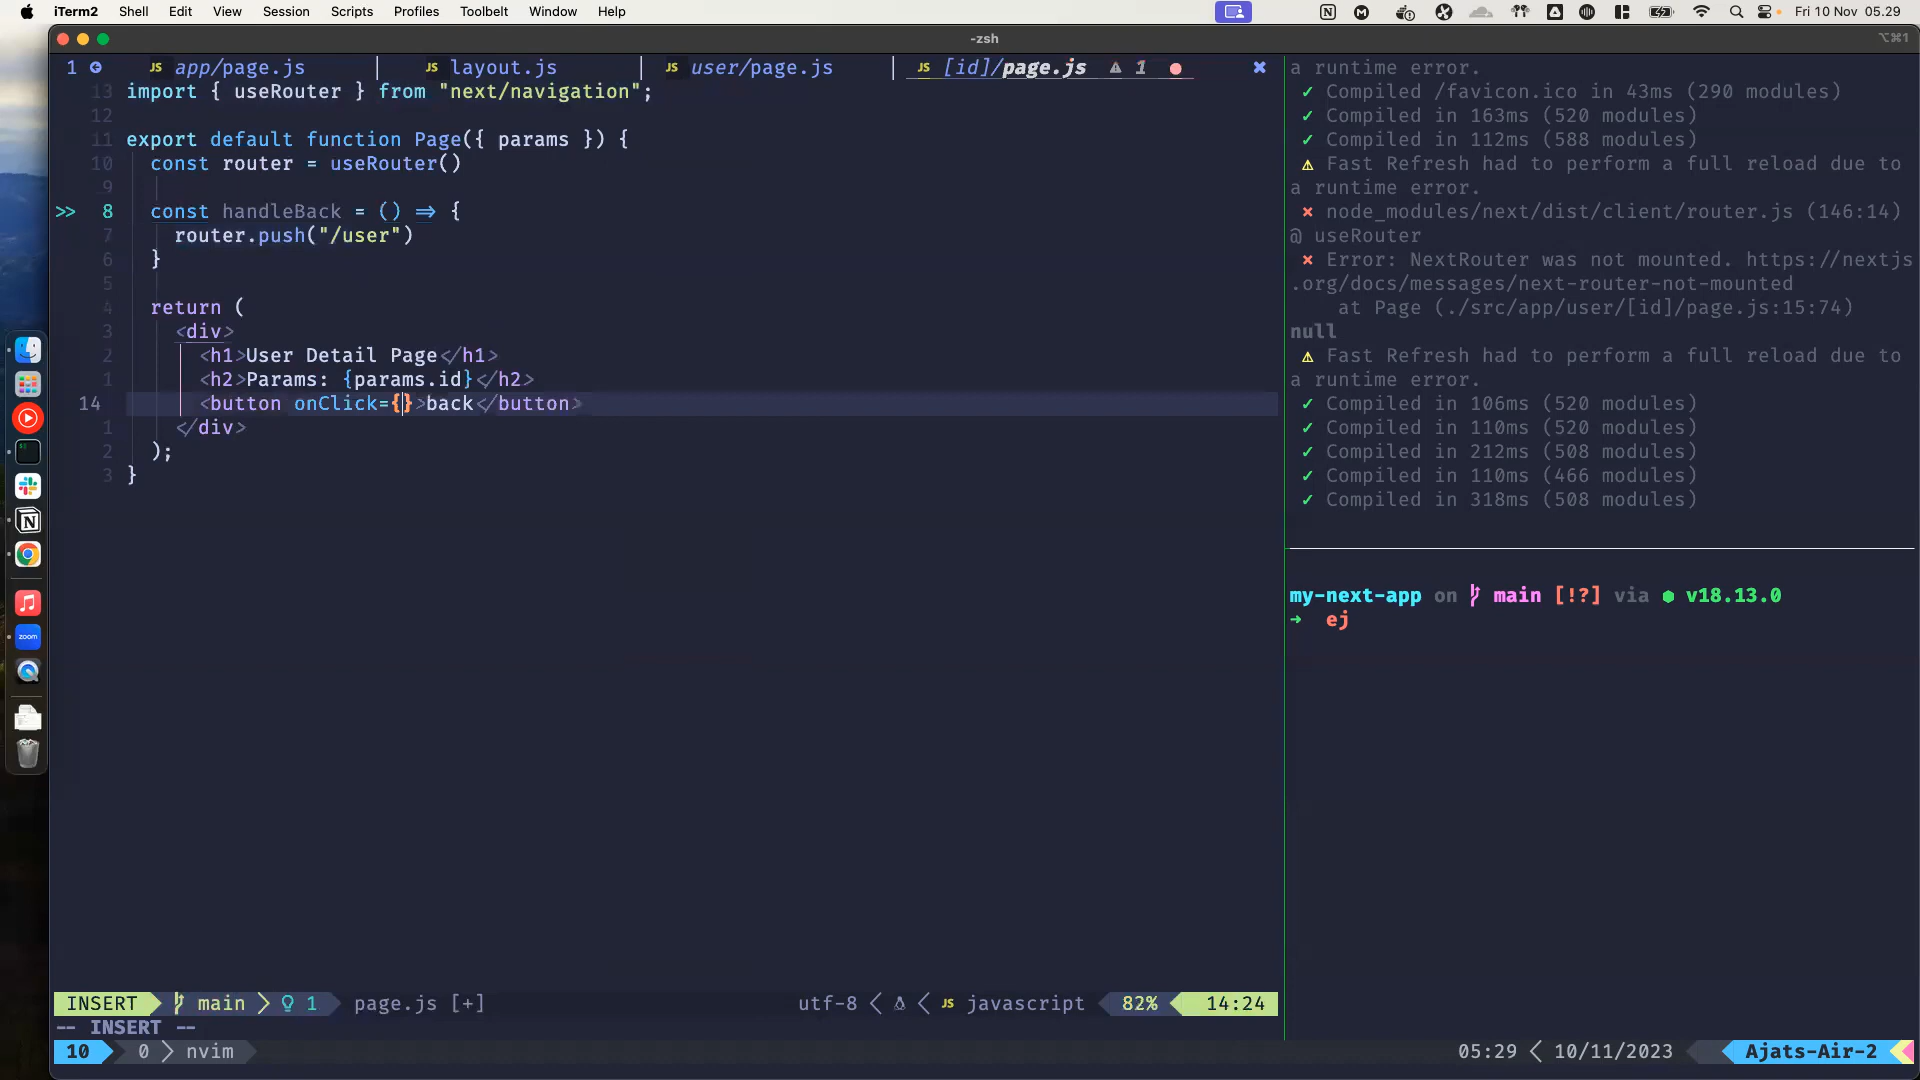 iTerm2 Shell Edit View Session Scripts Profiles Toolbelt Window Help Fri 10 Nov 05.29
-zsh ⌥⌘1
1 JS app/page.js JS layout.js JS user/page.js JS [id]/page.js 1
13 import { useRouter } from "next/navigation";
12
11 export default function Page({ params }) {
10 const router = useRouter()
9
>> 8 const handleBack = () => {
7 router.push("/user")
6 }
5
4 return (
3 <div>
2 <h1>User Detail Page</h1>
1 <h2>Params: {params.id}</h2>
14 <button onClick={}>back</button>
1 </div>
2 );
3 }
a runtime error.
✓ Compiled /favicon.ico in 43ms (290 modules)
✓ Compiled in 163ms (520 modules)
✓ Compiled in 112ms (588 modules)
⚠ Fast Refresh had to perform a full reload due to
a runtime error.
⨯ node_modules/next/dist/client/router.js (146:14)
@ useRouter
⨯ Error: NextRouter was not mounted. https://nextjs
.org/docs/messages/next-router-not-mounted
at Page (./src/app/user/[id]/page.js:15:74)
null
⚠ Fast Refresh had to perform a full reload due to
a runtime error.
✓ Compiled in 106ms (520 modules)
✓ Compiled in 110ms (520 modules)
✓ Compiled in 212ms (508 modules)
✓ Compiled in 110ms (466 modules)
✓ Compiled in 318ms (508 modules)
my-next-app on main [!?] via v18.13.0
→ ej
zoom
INSERT main 1 page.js [+] utf-8 JS javascript 82% 14:24
-- INSERT --
10 0 nvim 05:29 10/11/2023 Ajats-Air-2